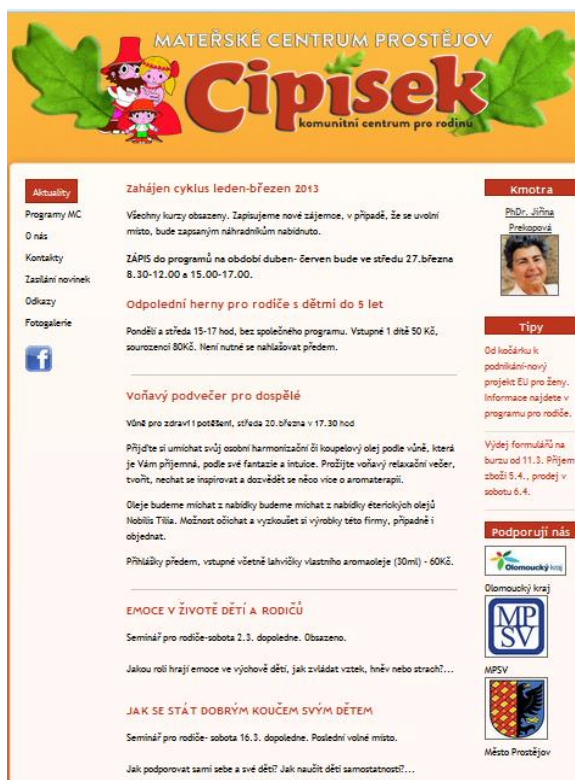 MATEŘSKÉ CENTRUM PROSTĚJOV
Cipísek
komunitní centrum pro rodinu
Aktuality
Programy MC
O nás
Kontakty
Zasílání novinek
Odkazy
Fotogalerie
Zahájen cyklus leden-březen 2013
Všechny kurzy obsazeny. Zapisujeme nové zájemce, v případě, že se uvolní
místo, bude zapsaným náhradníkům nabídnuto.
ZÁPIS do programů na období duben- červen bude ve středu 27.března
8.30-12.00 a 15.00-17.00.
Odpolední herny pro rodiče s dětmi do 5 let
Pondělí a středa 15-17 hod, bez společného programu. Vstupné 1 dítě 50 Kč,
sourozenci 80Kč. Není nutné se nahlašovat předem.
Voňavý podvečer pro dospělé
Vůně pro zdraví i potěšení, středa 20.března v 17.30 hod
Přijďte si umíchat svůj osobní harmonizační či koupelový olej podle vůně, která
je Vám příjemná, podle své fantazie a intuice. Prožijte voňavý relaxační večer,
tvořit, nechat se inspirovat a dozvědět se něco více o aromaterapii.
Oleje budeme míchat z nabídky budeme míchat z nabídky éterických olejů
Nobilis Tilia. Možnost očichat a vyzkoušet si výrobky této firmy, případně i
objednat.
Přihlášky předem, vstupné včetně lahvičky vlastního aromaoleje (30ml) - 60Kč.
EMOCE V ŽIVOTĚ DĚTÍ A RODIČŮ
Seminář pro rodiče-sobota 2.3. dopoledne. Obsazeno.
Jakou roli hrají emoce ve výchově dětí, jak zvládat vztek, hněv nebo strach?...
JAK SE STÁT DOBRÝM KOUČEM SVÝM DĚTEM
Seminář pro rodiče- sobota 16.3. dopoledne. Poslední volné místo.
Jak podporovat sami sebe a své děti? Jak naučit děti samostatnosti?...
Kmotra
PhDr. Jiřina
Prekopová
Tipy
Od kočárku k
podnikání-nový
projekt EU pro ženy.
Informace najdete v
programu pro rodiče.
Výdej formulářů na
burzu od 11.3. Příjem
zboží 5.4., prodej v
sobotu 6.4.
Podporují nás
Olomoucký kraj
Olomoucký kraj
MP
SV
MPSV
Město Prostějov